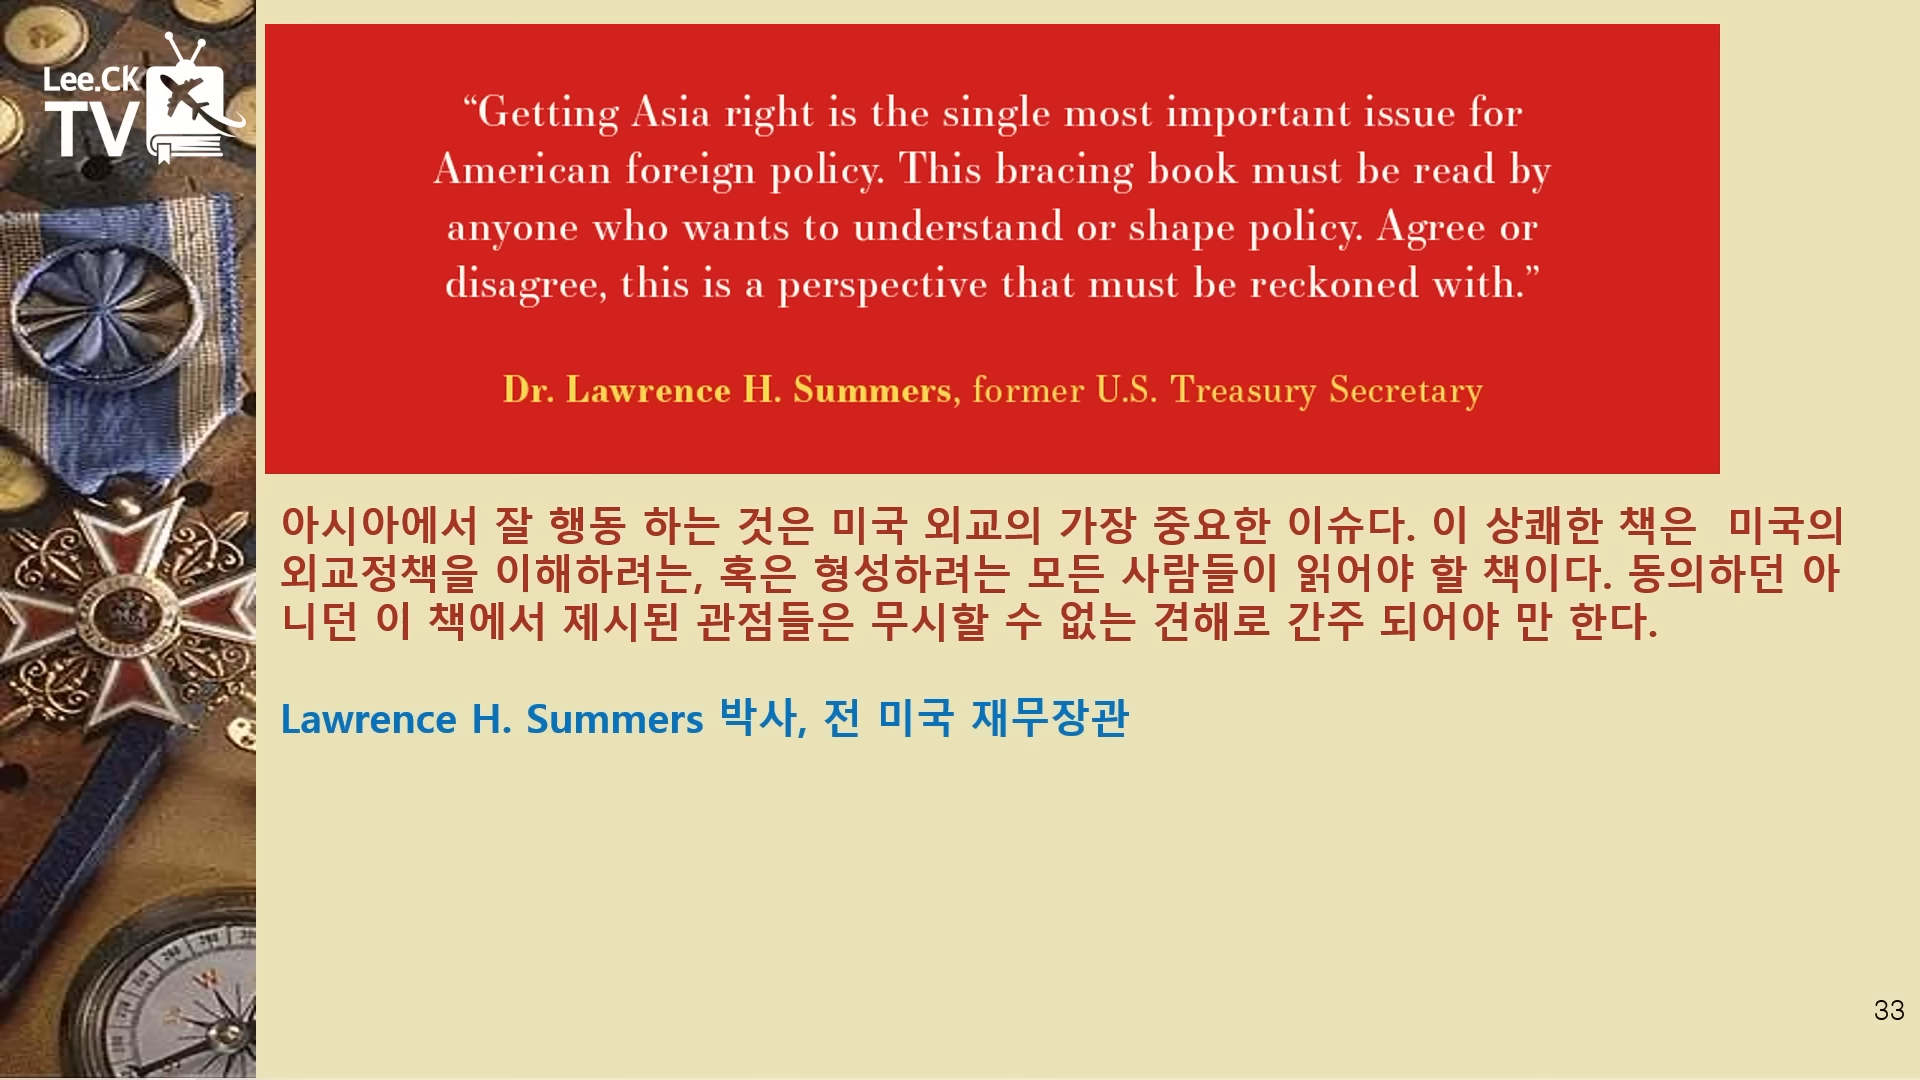 Lee.CK
TV
“Getting Asia right is the single most important issue for
American foreign policy. This bracing book must be read by
anyone who wants to understand or shape policy. Agree or
disagree, this is a perspective that must be reckoned with.”
Dr. Lawrence H. Summers, former U.S. Treasury Secretary
아시아에서 잘 행동 하는 것은 미국 외교의 가장 중요한 이슈다. 이 상쾌한 책은 미국의
외교정책을 이해하려는, 혹은 형성하려는 모든 사람들이 읽어야 할 책이다. 동의하던 아
니던 이 책에서 제시된 관점들은 무시할 수 없는 견해로 간주 되어야 만 한다.
Lawrence H. Summers 박사, 전 미국 재무장관
W
33